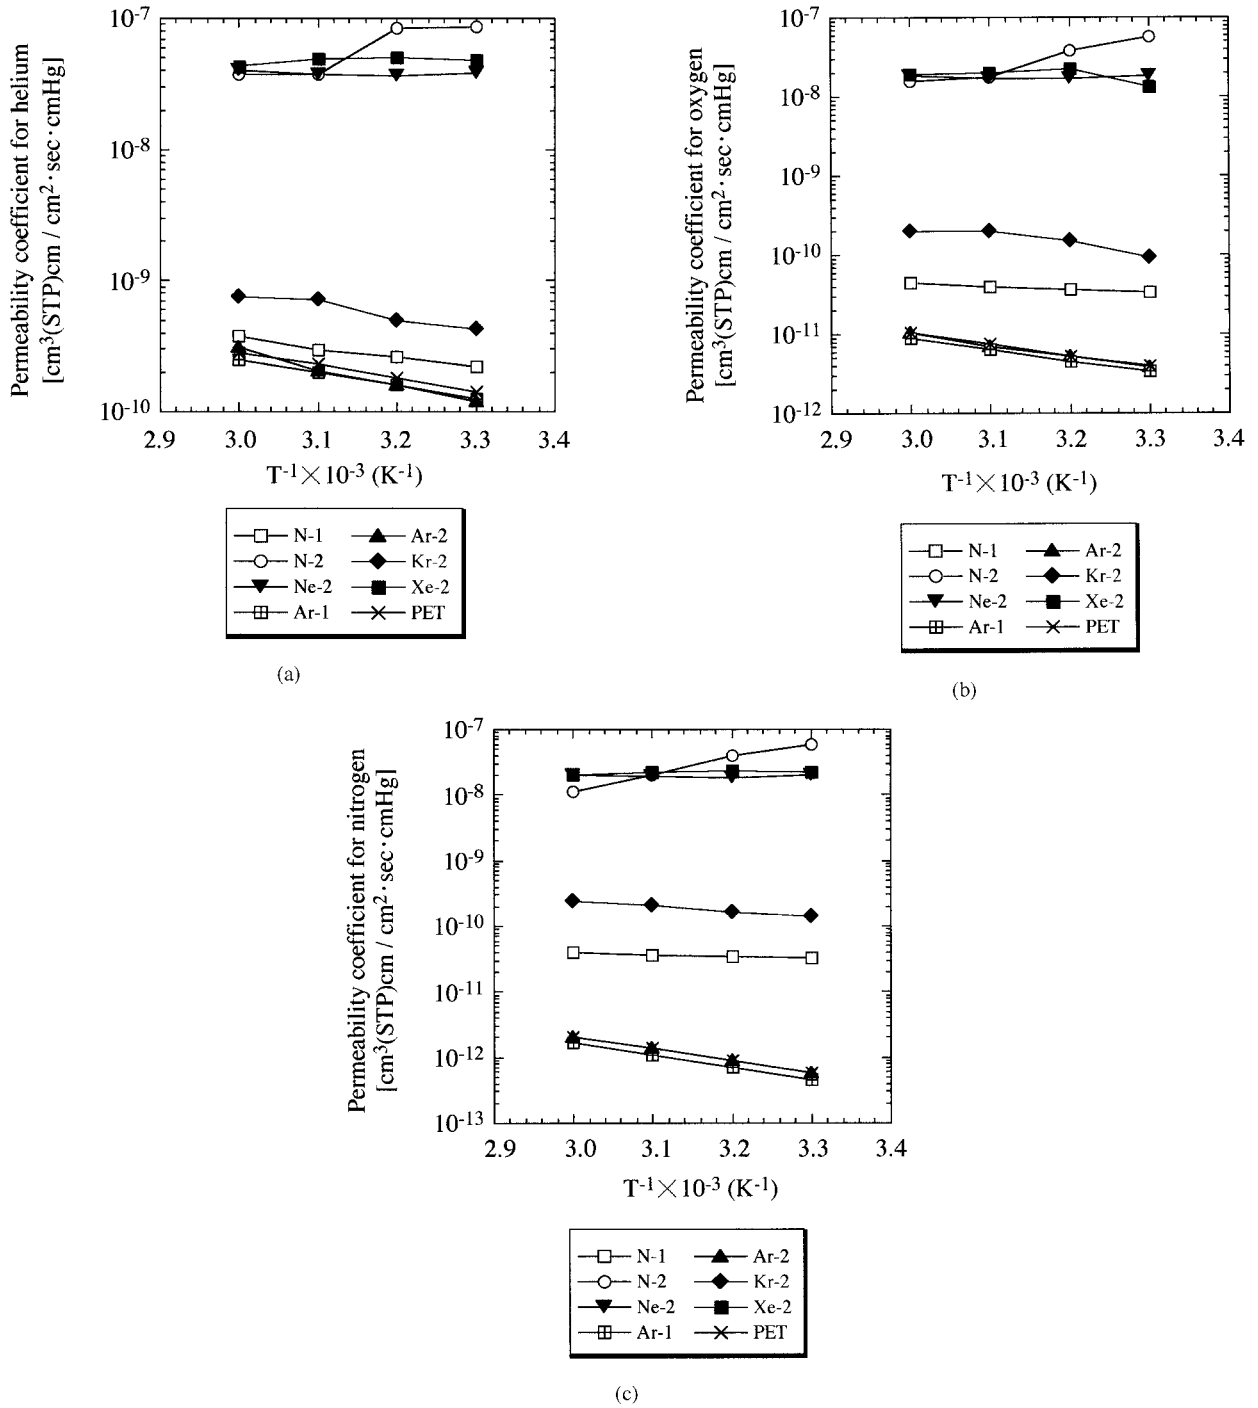 Permeability coefficient for helium
[cm³(STP)cm / cm²·sec·cmHg]
10⁻⁷
10⁻⁸
10⁻⁹
10⁻¹⁰
2.9 3.0 3.1 3.2 3.3 3.4
T⁻¹×10⁻³ (K⁻¹)
N-1 Ar-2
N-2 Kr-2
Ne-2 Xe-2
Ar-1 PET
(a)
Permeability coefficient for oxygen
[cm³(STP)cm / cm²·sec·cmHg]
10⁻⁷
10⁻⁸
10⁻⁹
10⁻¹⁰
10⁻¹¹
10⁻¹²
2.9 3.0 3.1 3.2 3.3 3.4
T⁻¹×10⁻³ (K⁻¹)
N-1 Ar-2
N-2 Kr-2
Ne-2 Xe-2
Ar-1 PET
(b)
Permeability coefficient for nitrogen
[cm³(STP)cm / cm²·sec·cmHg]
10⁻⁷
10⁻⁸
10⁻⁹
10⁻¹⁰
10⁻¹¹
10⁻¹²
10⁻¹³
2.9 3.0 3.1 3.2 3.3 3.4
T⁻¹×10⁻³ (K⁻¹)
N-1 Ar-2
N-2 Kr-2
Ne-2 Xe-2
Ar-1 PET
(c)